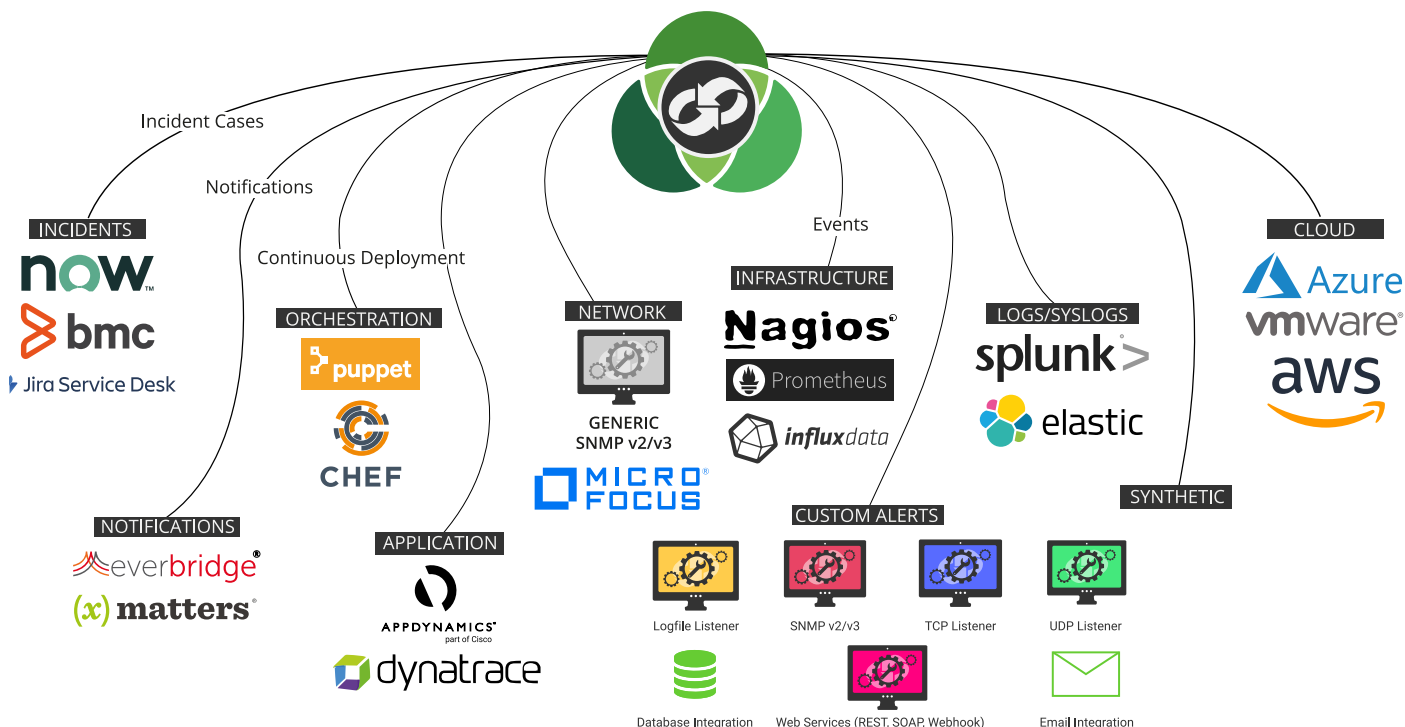 Incident Cases
Notifications
Continuous Deployment
Events
INCIDENTS
now™
bmc
Jira Service Desk
NOTIFICATIONS
everbridge®
(x) matters®
ORCHESTRATION
puppet
CHEF
APPLICATION
APPDYNAMICS
part of Cisco
dynatrace
NETWORK
GENERIC
SNMP v2/v3
MICRO®
FOCUS
INFRASTRUCTURE
Nagios®
Prometheus
influxdata
CUSTOM ALERTS
Logfile Listener
SNMP v2/v3
TCP Listener
UDP Listener
Database Integration
Web Services (REST, SOAP, Webhook)
Email Integration
LOGS/SYSLOGS
splunk>
elastic
SYNTHETIC
CLOUD
Azure
vmware®
aws